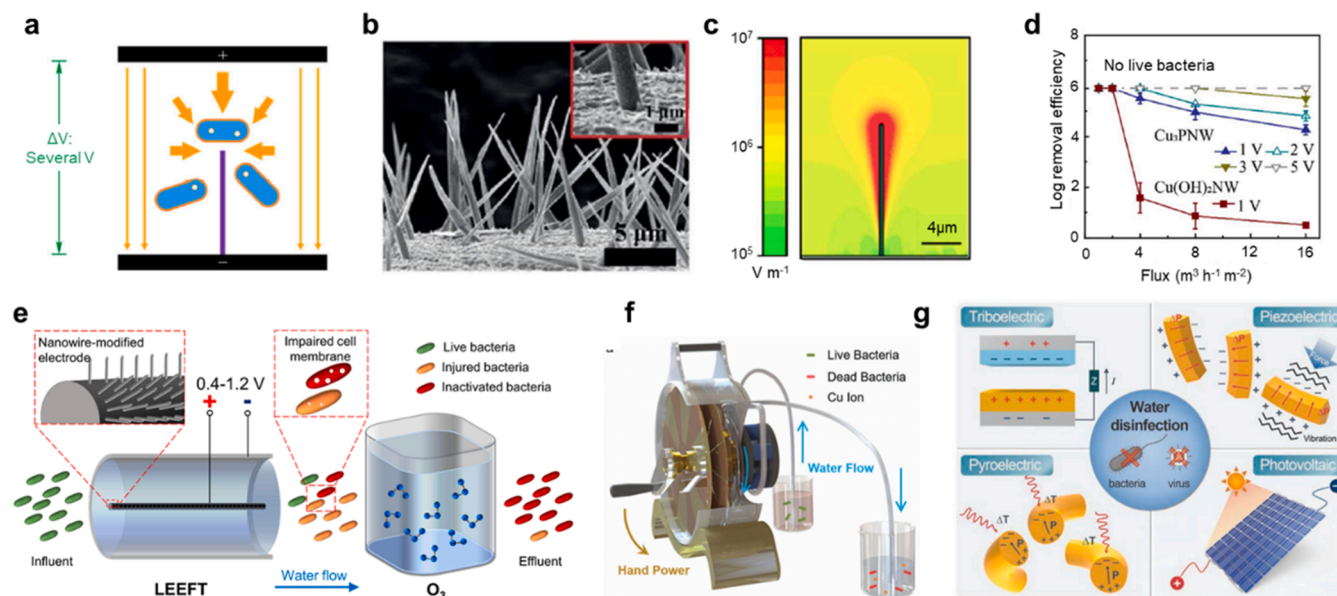 a
+
ΔV:
Several V
−
b
1 μm
5 μm
c
10⁷
10⁶
10⁵
V m⁻¹
4μm
d
Log removal efficiency
8
6
4
2
0
No live bacteria
Cu₃PNW
1 V 2 V
3 V 5 V
Cu(OH)₂NW
1 V
0 4 8 12 16
Flux (m³ h⁻¹ m⁻²)
e
Nanowire-modified
electrode
0.4-1.2 V
+ -
Impaired cell
membrane
Live bacteria
Injured bacteria
Inactivated bacteria
Influent
LEEFT
Water flow
O₃
Effluent
f
Live Bacteria
Dead Bacteria
Cu Ion
Water Flow
Hand Power
g
Triboelectric
+ + +
− − − − −
+ + + + +
− − −
Z
I
Piezoelectric
ΔP
ΔP
ΔP
Force
Vibration
Water
disinfection
bacteria
virus
Pyroelectric
ΔT
ΔT
ΔT
P
P
P
Photovoltaic
−
+